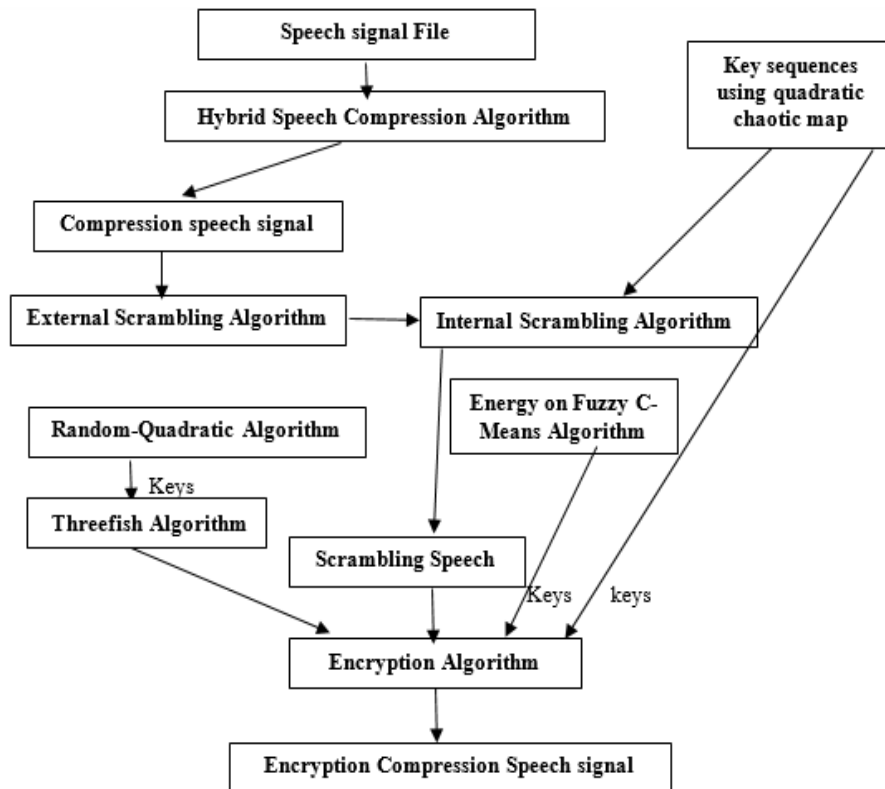 Speech signal File
Key sequences
using quadratic
chaotic map
Hybrid Speech Compression Algorithm
Compression speech signal
External Scrambling Algorithm
Internal Scrambling Algorithm
Energy on Fuzzy C-
Means Algorithm
Random-Quadratic Algorithm
Keys
Threefish Algorithm
Scrambling Speech
Keys
keys
Encryption Algorithm
Encryption Compression Speech signal